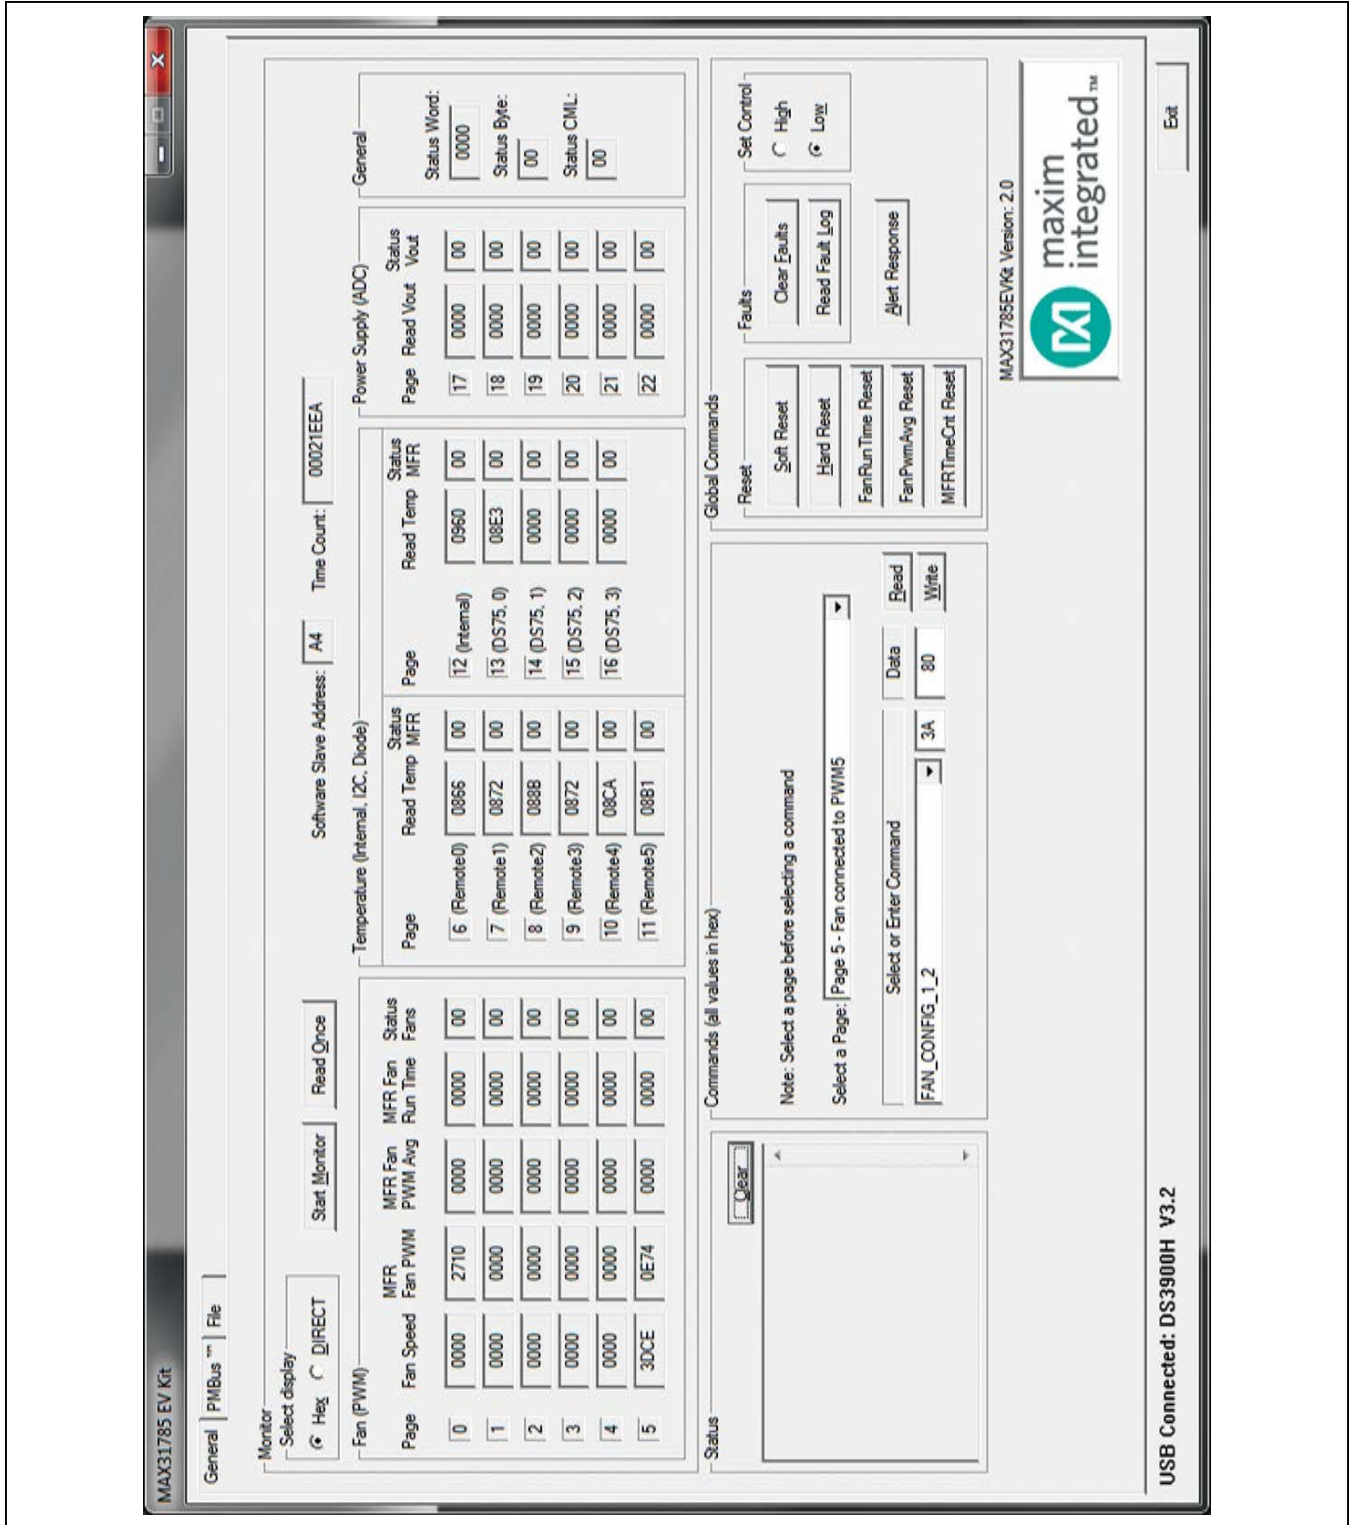 MAX31785 EV Kit
General PMBus ™ File
Monitor
Select display
Hex DIRECT
Start Monitor Read Once
Software Slave Address: A4 Time Count: 00021EEA
Fan (PWM)
Page Fan Speed MFR Fan PWM MFR Fan PWM Avg MFR Fan Run Time Status Fans
0 0000 2710 0000 0000 00
1 0000 0000 0000 0000 00
2 0000 0000 0000 0000 00
3 0000 0000 0000 0000 00
4 0000 0000 0000 0000 00
5 3DCE 0E74 0000 0000 00
Temperature (Internal, I2C, Diode)
Page Read Temp Status MFR
6 (Remote0) 0866 00
7 (Remote1) 0872 00
8 (Remote2) 088B 00
9 (Remote3) 0872 00
10 (Remote4) 08CA 00
11 (Remote5) 08B1 00
Page Read Temp Status MFR
12 (Internal) 0960 00
13 (DS75, 0) 08E3 00
14 (DS75, 1) 0000 00
15 (DS75, 2) 0000 00
16 (DS75, 3) 0000 00
Power Supply (ADC)
Page Read Vout Status Vout
17 0000 00
18 0000 00
19 0000 00
20 0000 00
21 0000 00
22 0000 00
General
Status Word:
0000
Status Byte:
00
Status CML:
00
Status
Clear
Commands (all values in hex)
Note: Select a page before selecting a command
Select a Page: Page 5 - Fan connected to PWM5
Select or Enter Command Data Read
FAN_CONFIG_1_2 3A 80 Write
Global Commands
Reset
Soft Reset
Hard Reset
FanRunTime Reset
FanPwmAvg Reset
MFRTimeCnt Reset
Faults
Clear Faults
Read Fault Log
Alert Response
Set Control
High
Low
MAX31785EVKit Version: 2.0
maxim
integrated™
USB Connected: DS3900H V3.2
Exit